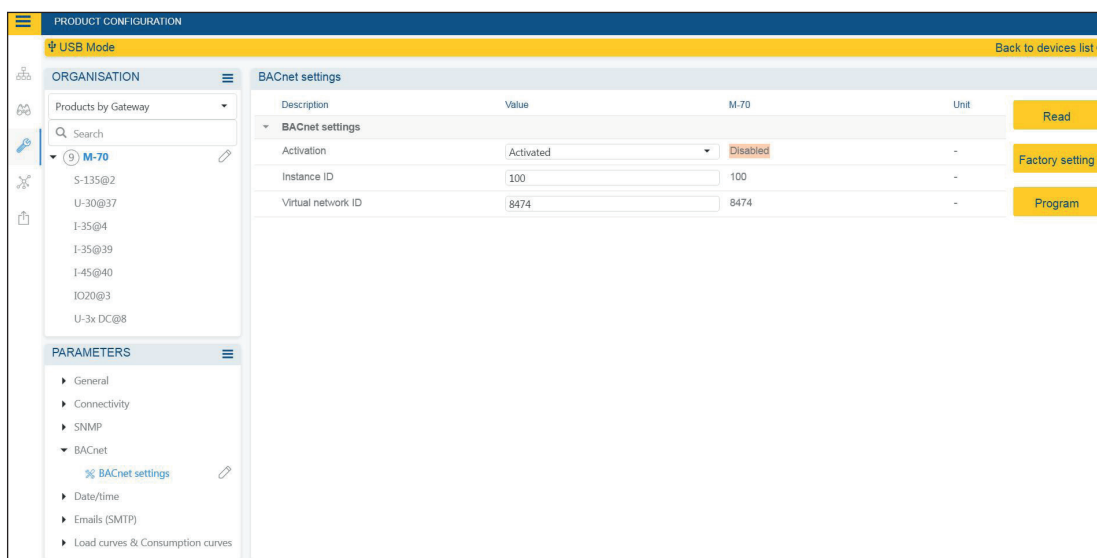 PRODUCT CONFIGURATION
USB Mode
Back to devices list
ORGANISATION
Products by Gateway
Search
9 M-70
S-135@2
U-30@37
I-35@4
I-35@39
I-45@40
IO20@3
U-3x DC@8
PARAMETERS
General
Connectivity
SNMP
BACnet
BACnet settings
Date/time
Emails (SMTP)
Load curves & Consumption curves
BACnet settings
Description Value M-70 Unit
BACnet settings
Activation Activated Disabled -
Instance ID 100 100 -
Virtual network ID 8474 8474 -
Read
Factory setting
Program